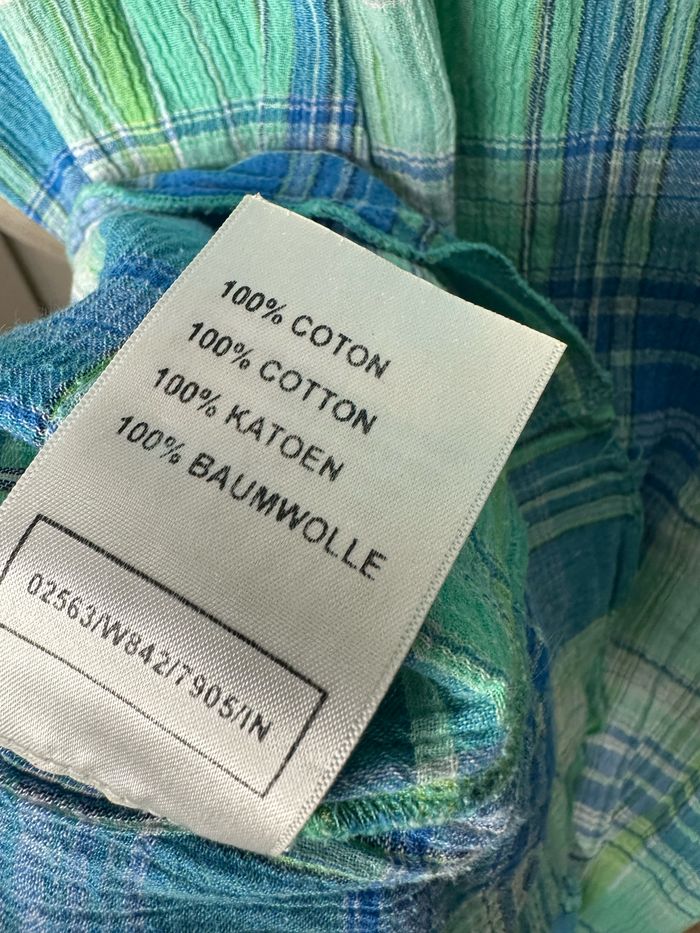 100% COTON
100% COTTON
100% KATOEN
100% BAUMWOLLE
02563/W842/7905/IN